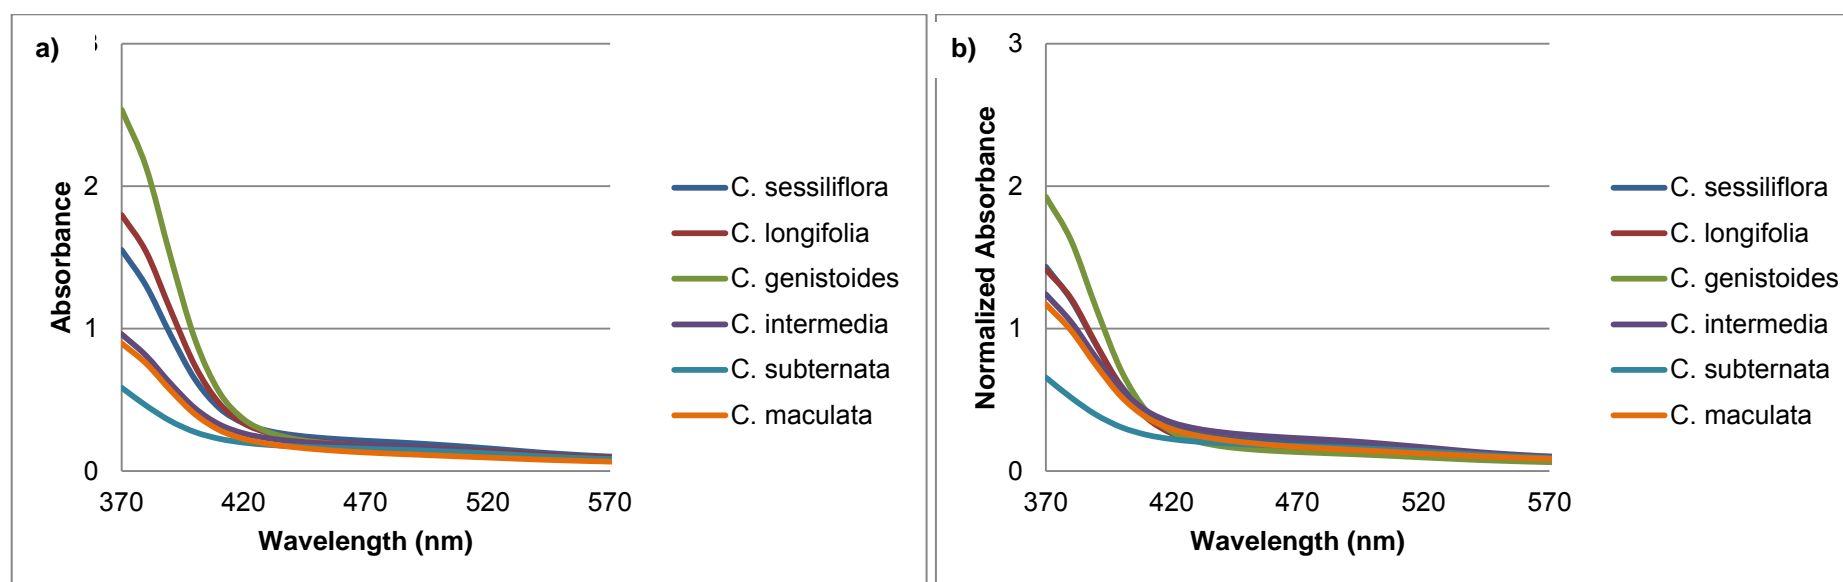 a)
Absorbance
2
1
0
370 420 470 520 570
Wavelength (nm)
C. sessiliflora
C. longifolia
C. genistoides
C. intermedia
C. subternata
C. maculata
b)
Normalized Absorbance
3
2
1
0
370 420 470 520 570
Wavelength (nm)
C. sessiliflora
C. longifolia
C. genistoides
C. intermedia
C. subternata
C. maculata